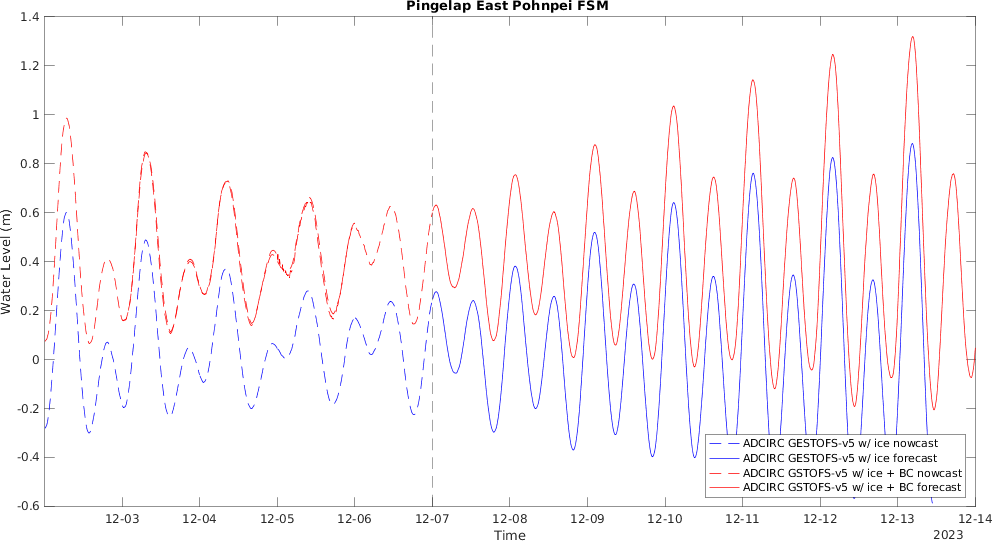 Pingelap East Pohnpei FSM
1.4
1.2
1
0.8
0.6
0.4
0.2
0
-0.2
-0.4
-0.6
Water Level (m)
ADCIRC GESTOFS-v5 w/ ice nowcast
ADCIRC GESTOFS-v5 w/ ice forecast
ADCIRC GSTOFS-v5 w/ ice + BC nowcast
ADCIRC GSTOFS-v5 w/ ice + BC forecast
12-03 12-04 12-05 12-06 12-07 12-08 12-09 12-10 12-11 12-12 12-13 12-14
Time
2023